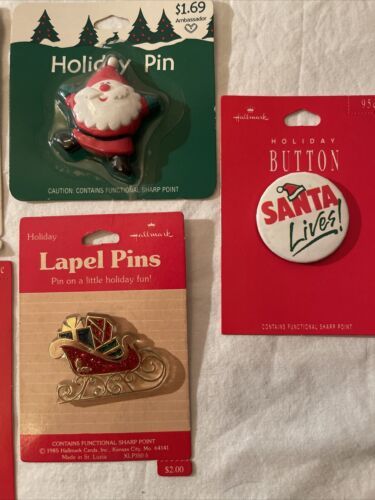 $1.69
Ambassador
Holiday Pin
CAUTION: CONTAINS FUNCTIONAL SHARP POINT
Hallmark
HOLIDAY
BUTTON
SANTA
Lives!
CONTAINS FUNCTIONAL SHARP POINT
Holiday
Hallmark
Lapel Pins
Pin on a little holiday fun!
CONTAINS FUNCTIONAL SHARP POINT
© 1985 Hallmark Cards, Inc., Kansas City, Mo. 64141
Made in St. Lucia
$2.00